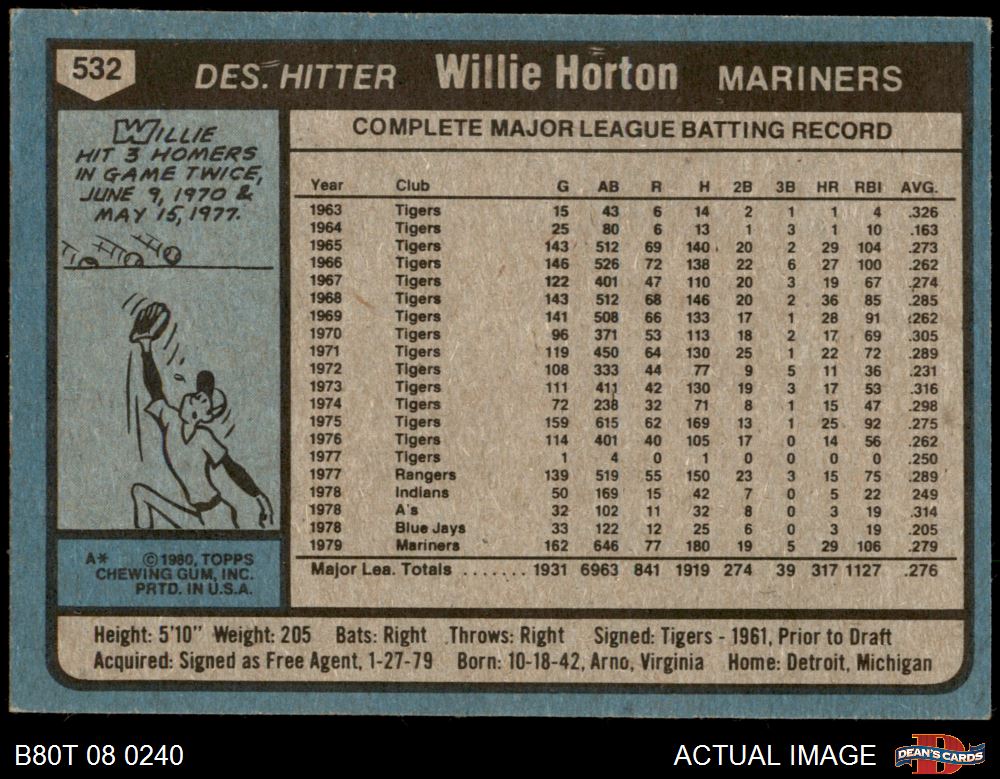 532 DES. HITTER Willie Horton MARINERS
WILLIE
HIT 3 HOMERS
IN GAME TWICE,
JUNE 9, 1970 &
MAY 15, 1977.
COMPLETE MAJOR LEAGUE BATTING RECORD
Year Club G AB R H 2B 3B HR RBI AVG.
1963 Tigers 15 43 6 14 2 1 1 4 .326
1964 Tigers 25 80 6 13 1 3 1 10 .163
1965 Tigers 143 512 69 140 20 2 29 104 .273
1966 Tigers 146 526 72 138 22 6 27 100 .262
1967 Tigers 122 401 47 110 20 3 19 67 .274
1968 Tigers 143 512 68 146 20 2 36 85 .285
1969 Tigers 141 508 66 133 17 1 28 91 .262
1970 Tigers 96 371 53 113 18 2 17 69 .305
1971 Tigers 119 450 64 130 25 1 22 72 .289
1972 Tigers 108 333 44 77 9 5 11 36 .231
1973 Tigers 111 411 42 130 19 3 17 53 .316
1974 Tigers 72 238 32 71 8 1 15 47 .298
1975 Tigers 159 615 62 169 13 1 25 92 .275
1976 Tigers 114 401 40 105 17 0 14 56 .262
1977 Tigers 1 4 0 1 0 0 0 0 .250
1977 Rangers 139 519 55 150 23 3 15 75 .289
1978 Indians 50 169 15 42 7 0 5 22 249
1978 A's 32 102 11 32 8 0 3 19 .314
1978 Blue Jays 33 122 12 25 6 0 3 19 .205
1979 Mariners 162 646 77 180 19 5 29 106 .279
Major Lea. Totals ....... 1931 6963 841 1919 274 39 317 1127 .276
A* © 1980, TOPPS
CHEWING GUM, INC.
PRTD. IN U.S.A.
Height: 5'10" Weight: 205 Bats: Right Throws: Right Signed: Tigers - 1961, Prior to Draft
Acquired: Signed as Free Agent, 1-27-79 Born: 10-18-42, Arno, Virginia Home: Detroit, Michigan
B80T 08 0240 ACTUAL IMAGE DEAN'S CARDS